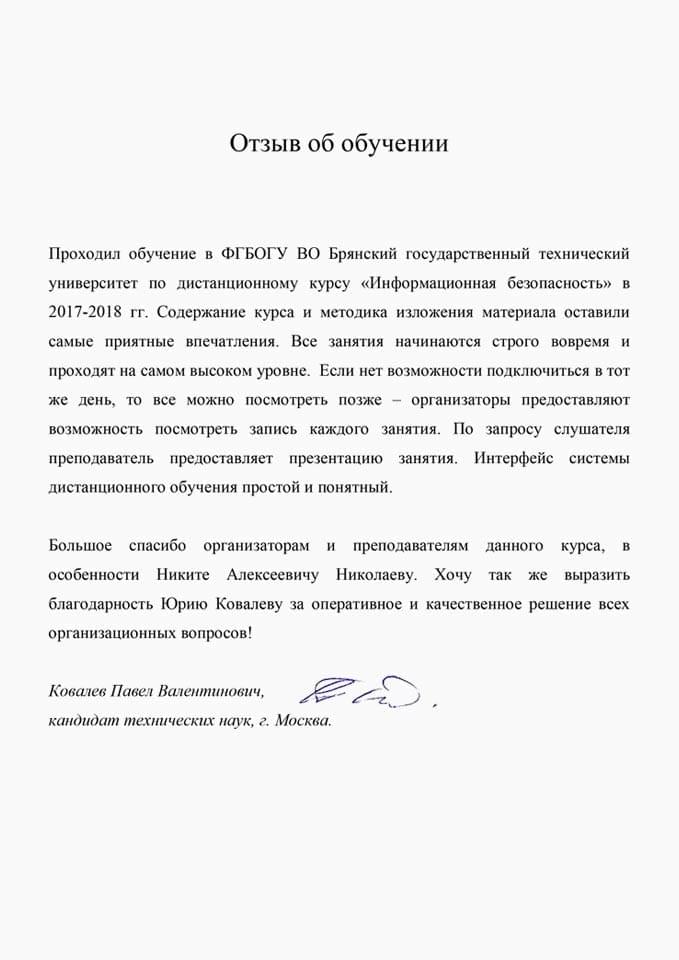 Отзыв об обучении
Проходил обучение в ФГБОГУ ВО Брянский государственный технический
университет по дистанционному курсу «Информационная безопасность» в
2017-2018 гг. Содержание курса и методика изложения материала оставили
самые приятные впечатления. Все занятия начинаются строго вовремя и
проходят на самом высоком уровне. Если нет возможности подключиться в тот
же день, то все можно посмотреть позже – организаторы предоставляют
возможность посмотреть запись каждого занятия. По запросу слушателя
преподаватель предоставляет презентацию занятия. Интерфейс системы
дистанционного обучения простой и понятный.
Большое спасибо организаторам и преподавателям данного курса, в
особенности Никите Алексеевичу Николаеву. Хочу так же выразить
благодарность Юрию Ковалеву за оперативное и качественное решение всех
организационных вопросов!
Ковалев Павел Валентинович,
кандидат технических наук, г. Москва.